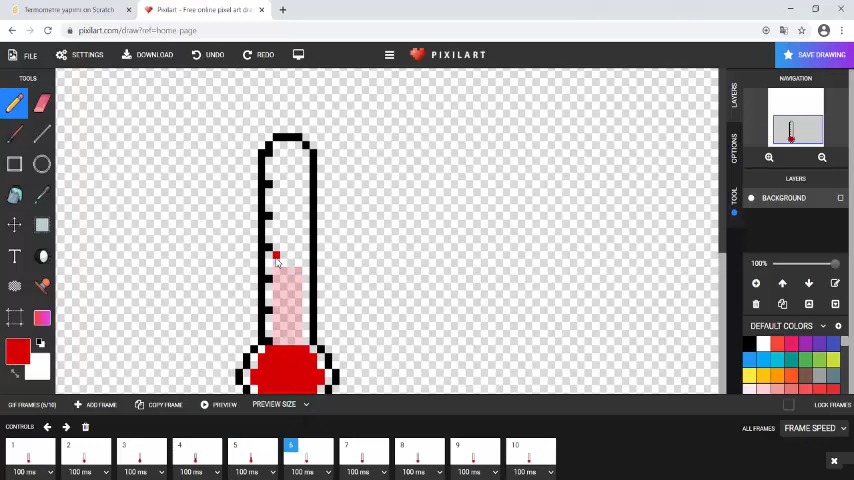 Termometre yapımı on Scratch
Pixilart - Free online pixel art dra
pixilart.com/draw?ref=home-page
FILE
SETTINGS
DOWNLOAD
UNDO
REDO
PIXILART
SAVE DRAWING
TOOLS
NAVIGATION
LAYERS
OPTIONS
TOOL
LAYERS
BACKGROUND
100%
DEFAULT COLORS
GIF FRAMES (6/10)
ADD FRAME
COPY FRAME
PREVIEW
PREVIEW SIZE
LOCK FRAMES
CONTROLS
ALL FRAMES
FRAME SPEED
1 2 3 4 5 6 7 8 9 10
100 ms 100 ms 100 ms 100 ms 100 ms 100 ms 100 ms 100 ms 100 ms 100 ms
T